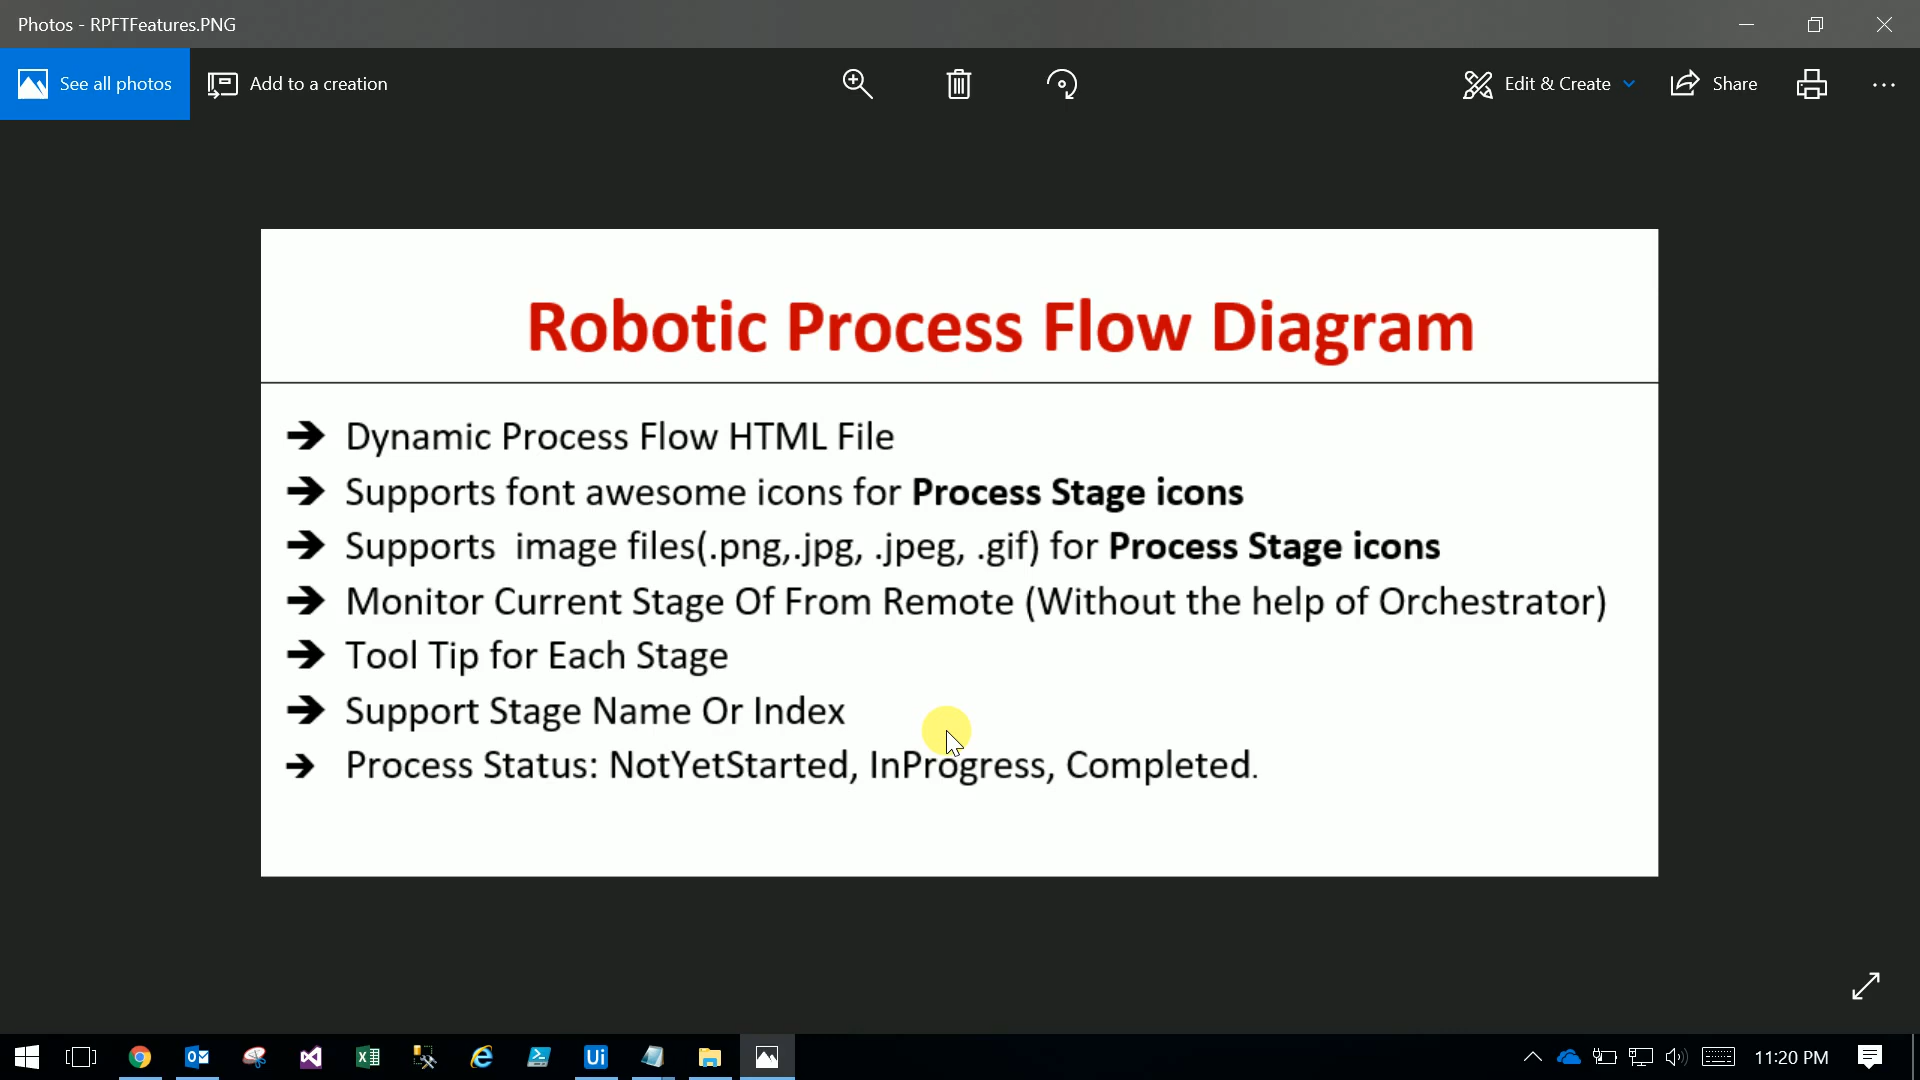 Photos - RPFTFeatures.PNG
See all photos
Add to a creation
Edit & Create
Share
Robotic Process Flow Diagram
➔ Dynamic Process Flow HTML File
➔ Supports font awesome icons for Process Stage icons
➔ Supports image files(.png,.jpg, .jpeg, .gif) for Process Stage icons
➔ Monitor Current Stage Of From Remote (Without the help of Orchestrator)
➔ Tool Tip for Each Stage
➔ Support Stage Name Or Index
➔ Process Status: NotYetStarted, InProgress, Completed.
Ui
11:20 PM